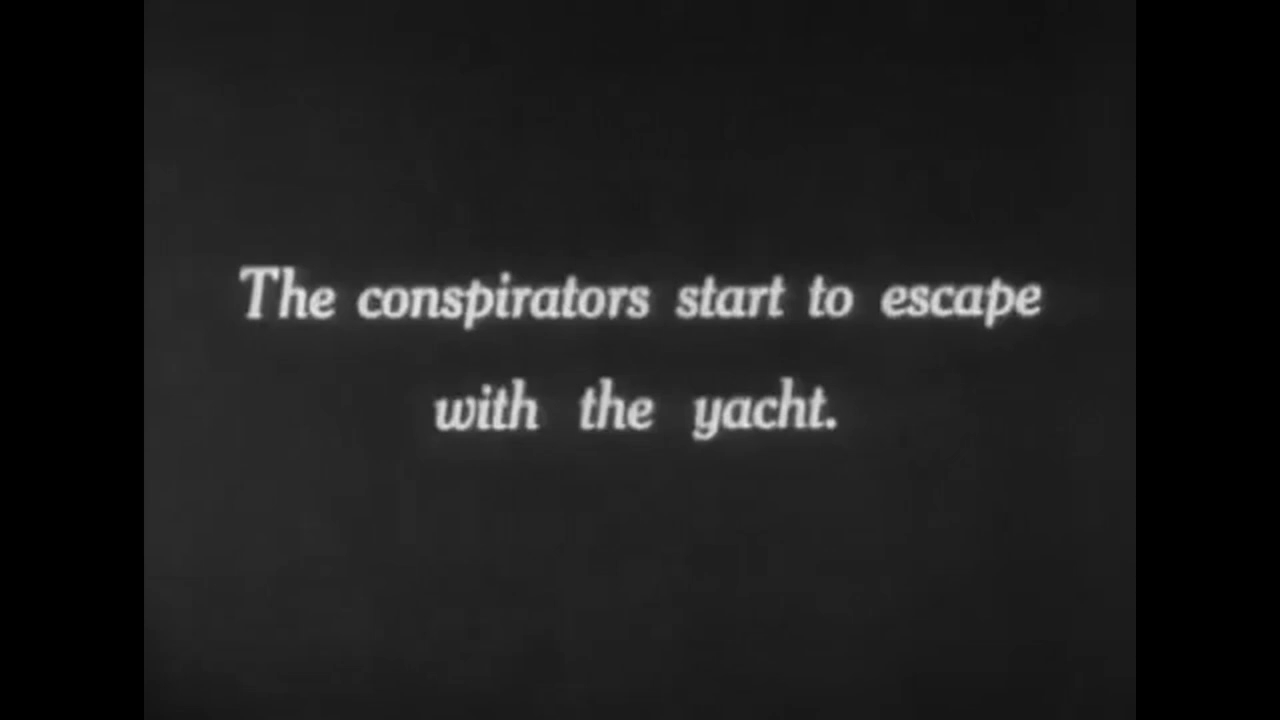 The conspirators start to escape
with the yacht.